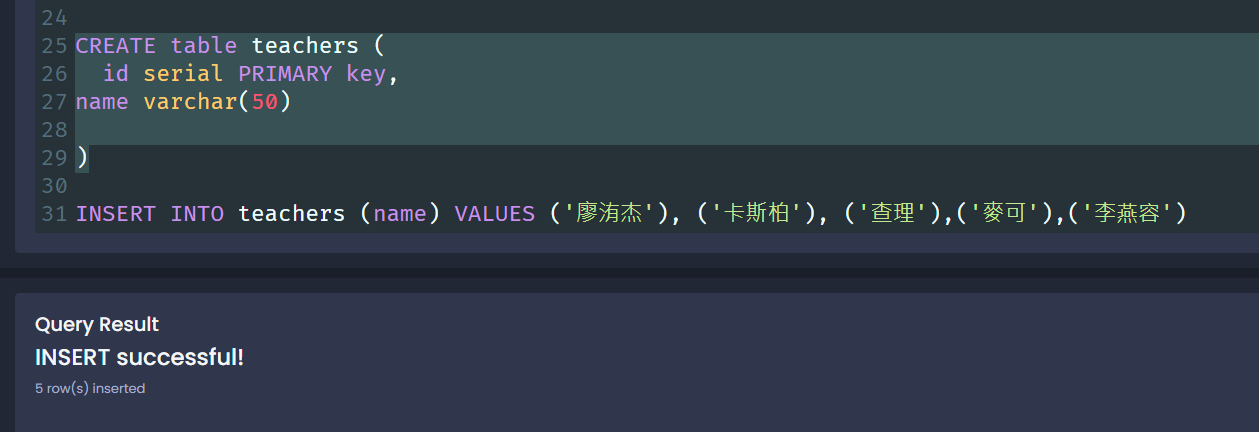 24
25 CREATE table teachers (
26   id serial PRIMARY key,
27 name varchar(50)
28
29 )
30
31 INSERT INTO teachers (name) VALUES ('廖洧杰'), ('卡斯柏'), ('查理'),('麥可'),('李燕容')
Query Result
INSERT successful!
5 row(s) inserted